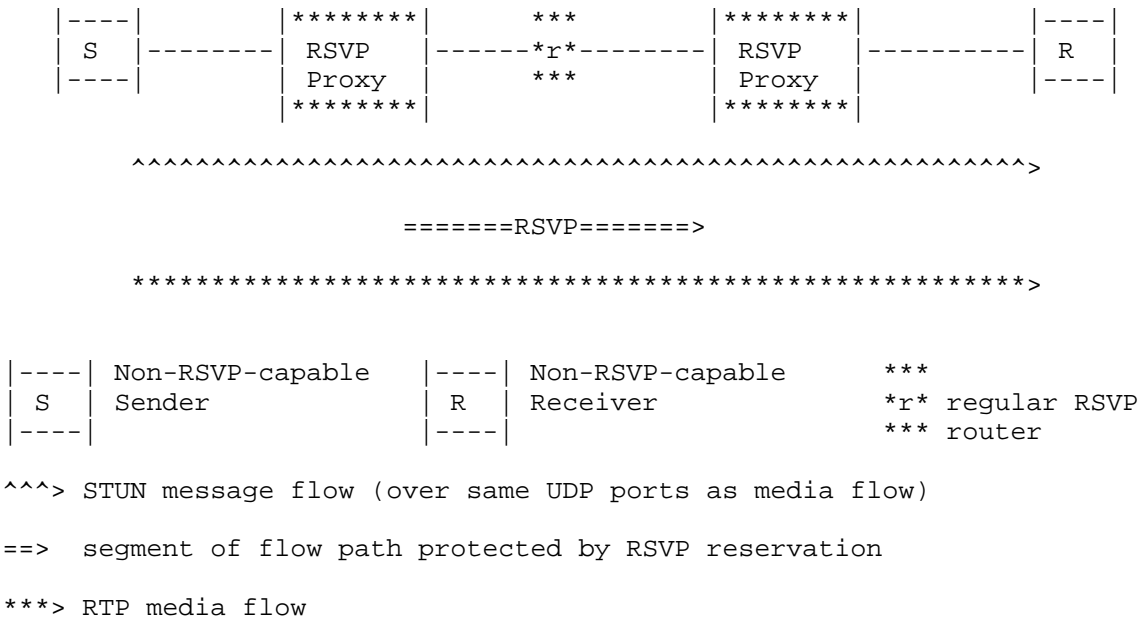 |----|         |********|      ***         |********|          |----|
| S  |--------| RSVP   |------*r*--------| RSVP   |----------| R  |
|----|         | Proxy  |      ***         | Proxy  |          |----|
|********|                  |********|
^^^^^^^^^^^^^^^^^^^^^^^^^^^^^^^^^^^^^^^^^^^^^^^^^^^^^^^^>
=======RSVP=======>
********************************************************>
|----| Non-RSVP-capable   |----| Non-RSVP-capable     ***
| S  | Sender             | R  | Receiver             *r* regular RSVP
|----|                    |----|                      *** router
^^^> STUN message flow (over same UDP ports as media flow)
==>  segment of flow path protected by RSVP reservation
***> RTP media flow